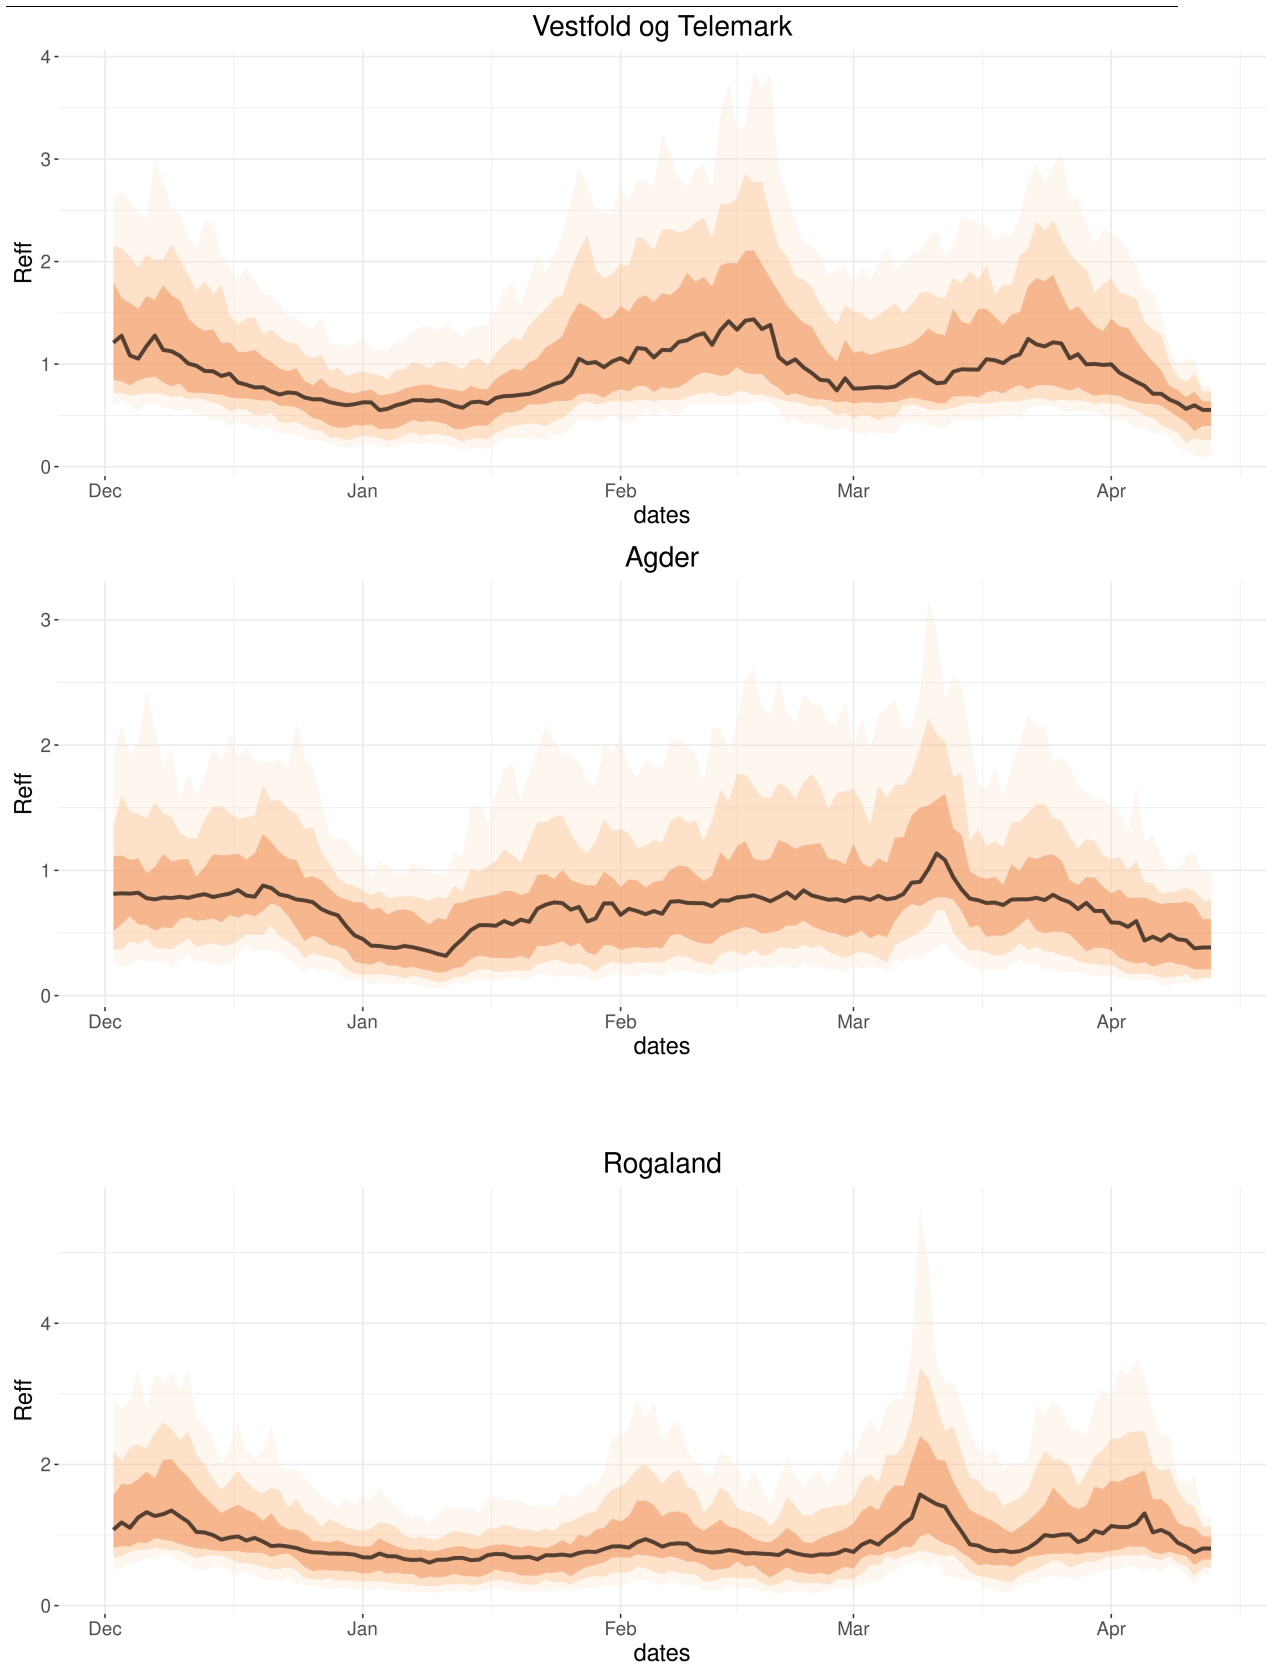 Vestfold og Telemark
4
3
2
1
0
Reff
Dec Jan Feb Mar Apr
dates
Agder
3
2
1
0
Reff
Dec Jan Feb Mar Apr
dates
Rogaland
4
2
0
Reff
Dec Jan Feb Mar Apr
dates